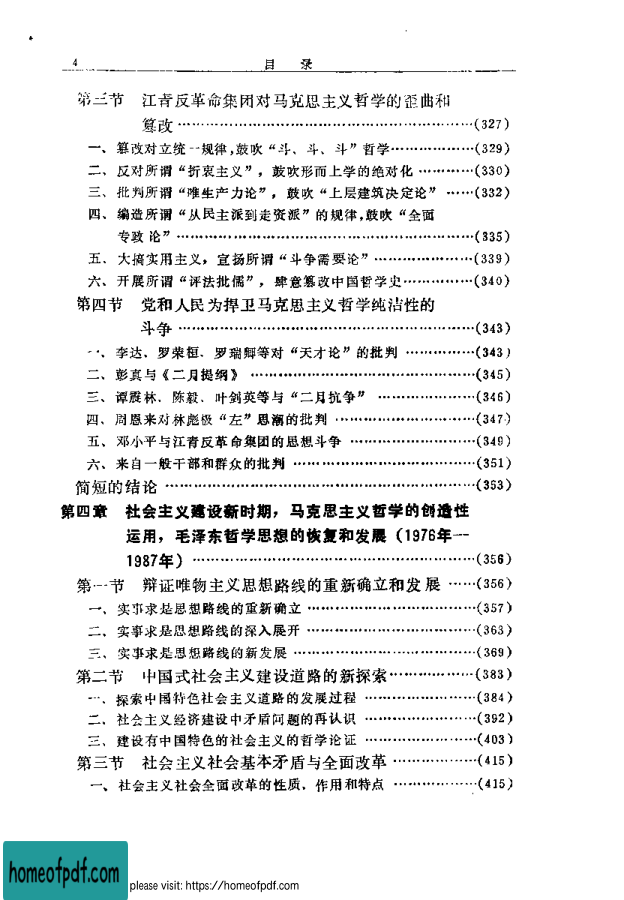 4 目 录
第三节 江青反革命集团对马克思主义哲学的歪曲和
篡改……………………………………………(327)
一、篡改对立统一规律,鼓吹“斗、斗、斗”哲学………………(329)
二、反对所谓“折衷主义”，鼓吹形而上学的绝对化…………(330)
三、批判所谓“唯生产力论”，鼓吹“上层建筑决定论”……(332)
四、编造所谓“从民主派到走资派”的规律,鼓吹“全面
专政论”……………………………………………(335)
五、大搞实用主义，宣扬所谓“斗争需要论”…………………(339)
六、开展所谓“评法批儒”，肆意篡改中国哲学史……………(340)
第四节 党和人民为捍卫马克思主义哲学纯洁性的
斗争……………………………………………(343)
一、李达、罗荣桓、罗瑞卿等对“天才论”的批判……………(343)
二、彭真与《二月提纲》……………………………………(345)
三、谭震林、陈毅、叶剑英等与“二月抗争”…………………(346)
四、周恩来对林彪极“左”思潮的批判………………………(347)
五、邓小平与江青反革命集团的思想斗争……………………(349)
六、来自一般干部和群众的批判……………………………(351)
简短的结论……………………………………………(353)
第四章 社会主义建设新时期，马克思主义哲学的创造性
运用，毛泽东哲学思想的恢复和发展（1976年—
1987年）……………………………………………(356)
第一节 辩证唯物主义思想路线的重新确立和发展……(356)
一、实事求是思想路线的重新确立…………………………(357)
二、实事求是思想路线的深入展开…………………………(363)
三、实事求是思想路线的新发展……………………………(369)
第二节 中国式社会主义建设道路的新探索………………(383)
一、探索中国特色社会主义道路的发展过程…………………(384)
二、社会主义经济建设中矛盾问题的再认识…………………(392)
三、建设有中国特色的社会主义的哲学论证…………………(403)
第三节 社会主义社会基本矛盾与全面改革………………(415)
一、社会主义社会全面改革的性质、作用和特点……………(415)
homeofpdf.com
please visit: https://homeofpdf.com